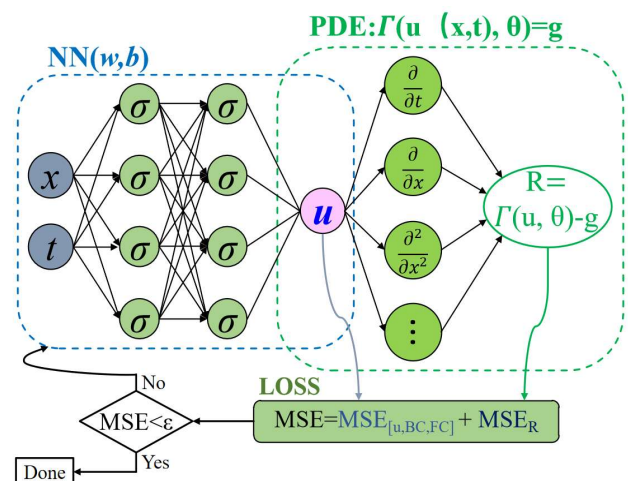 PDE:Γ(u (x,t), θ)=g
NN(w,b)
x
t
σ
σ
σ
σ
σ
σ
σ
σ
u
∂/∂t
∂/∂x
∂²/∂x²
⋮
R=
Γ(u, θ)-g
LOSS
MSE=MSE[u,BC,FC] + MSER
MSE<ε
No
Yes
Done